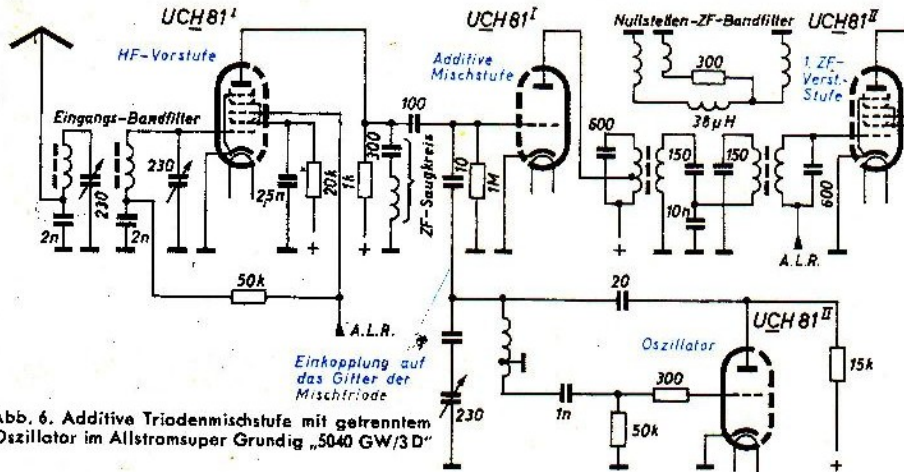 UCH81 I
HF-Vorstufe
Eingangs-Bandfilter
230
2n
230
2n
50k
25n
20k
1k
300
ZF-Saugkreis
A.L.R.
100
10
1M
UCH81 I
Additive
Mischstufe
Nullstellen-ZF-Bandfilter
300
38µH
600
150
150
10n
600
A.L.R.
UCH81 II
1. ZF-
Verst.-
Stufe
Einkopplung auf
das Gitter der
Mischtriode
230
20
1n
50k
300
Oszillator
UCH81 II
15k
Abb. 6. Additive Triodenmischstufe mit getrenntem
Oszillator im Allstromsuper Grundig „5040 GW/3 D"